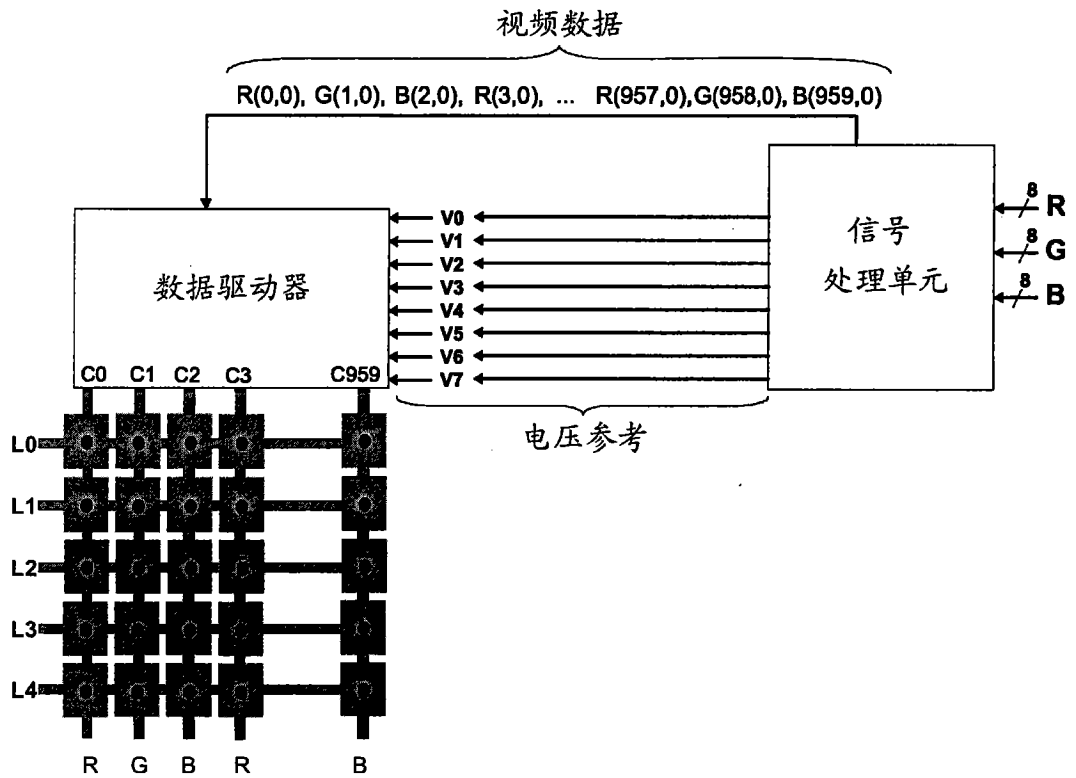 视频数据
R(0,0), G(1,0), B(2,0), R(3,0), ... R(957,0),G(958,0), B(959,0)
8
R
8
G
8
B
信号
处理单元
V0
V1
V2
V3
V4
V5
V6
V7
数据驱动器
C0 C1 C2 C3 C959
电压参考
L0
L1
L2
L3
L4
R G B R B